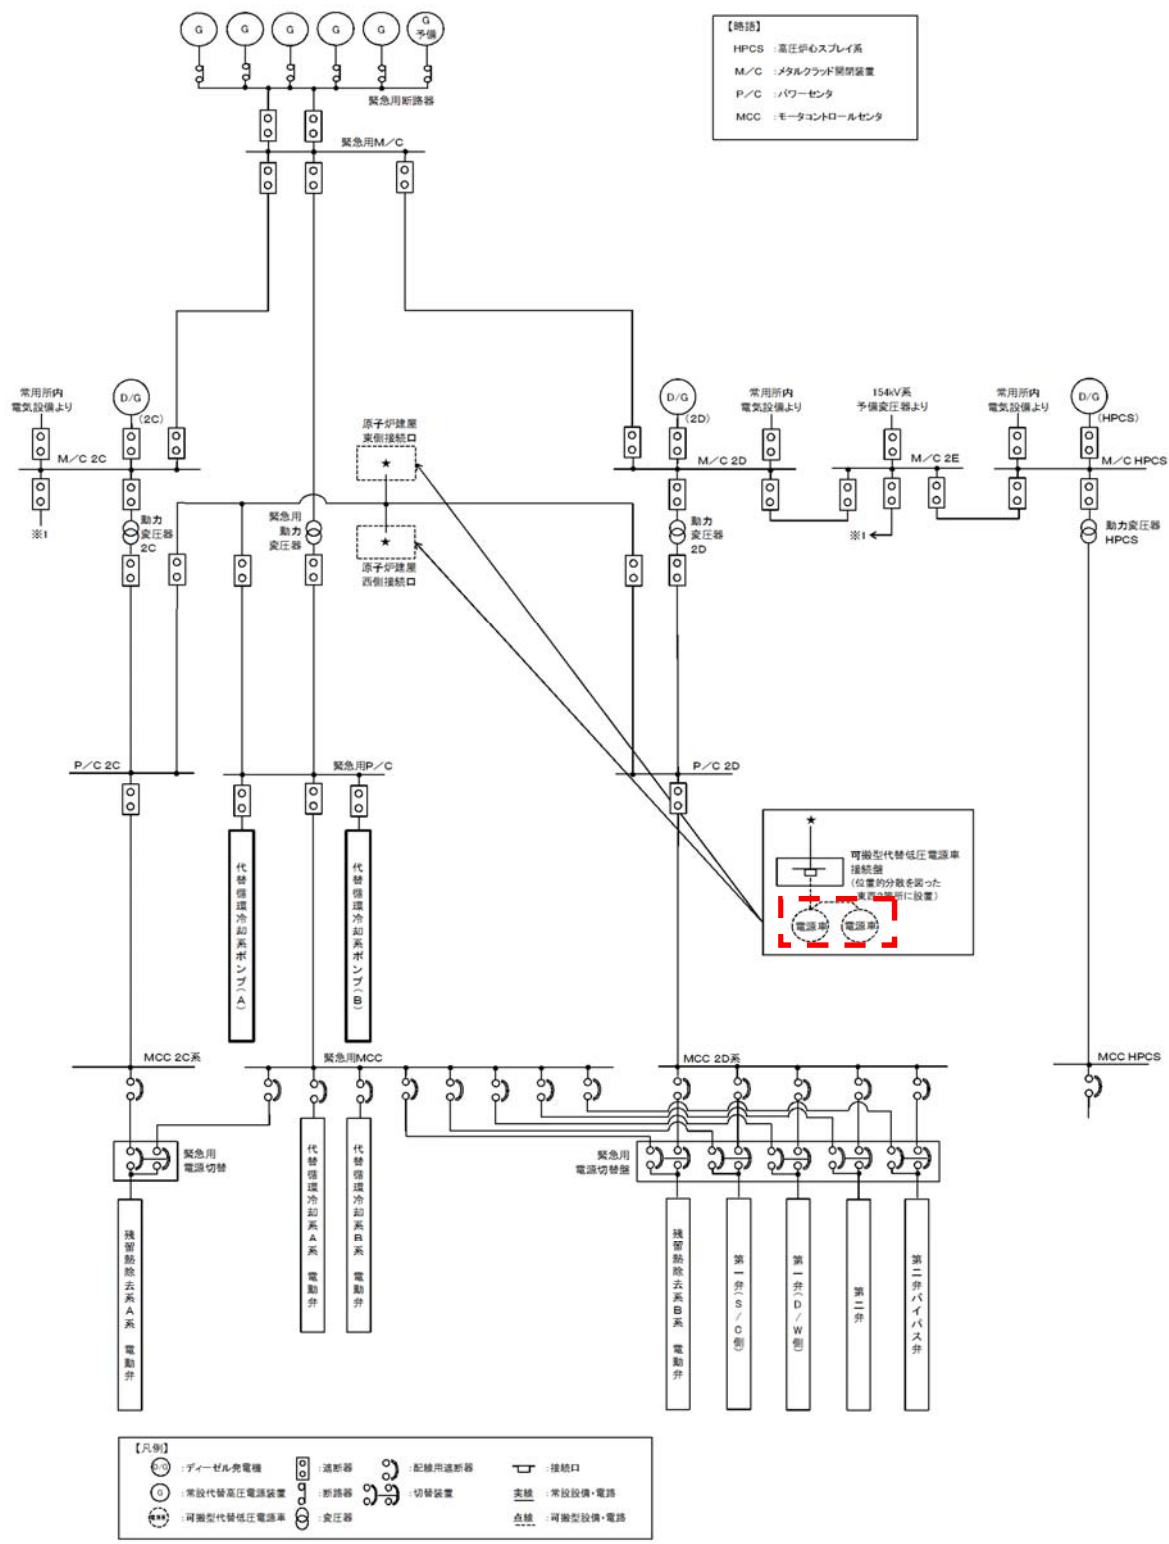 G
G
G
G
G
G
予備
緊急用断路器
緊急用M/C
【略語】
HPCS :高圧炉心スプレイ系
M/C :メタルクラッド開閉装置
P/C :パワーセンタ
MCC :モータコントロールセンタ
常用所内
電気設備より
D/G
(2C)
M/C 2C
※1
動力
変圧器
2C
原子炉建屋
東側接続口
★
★
原子炉建屋
西側接続口
緊急用
動力
変圧器
D/G
(2D)
M/C 2D
動力
変圧器
2D
常用所内
電気設備より
154kV系
予備変圧器より
M/C 2E
※1
常用所内
電気設備より
D/G
(HPCS)
M/C HPCS
動力変圧器
HPCS
P/C 2C
緊急用P/C
P/C 2D
代替循環冷却系ポンプ(A)
代替循環冷却系ポンプ(B)
★
可搬型代替低圧電源車
接続盤
(位置的分散を図った
東西2箇所に設置)
電源車
電源車
MCC 2C系
緊急用MCC
MCC 2D系
MCC HPCS
緊急用
電源切替
緊急用
電源切替盤
残留熱除去系A系 電動弁
代替循環冷却系A系 電動弁
代替循環冷却系B系 電動弁
残留熱除去系B系 電動弁
第一弁(S/C側)
第一弁(D/W側)
第二弁
第二弁バイパス弁
【凡例】
D/G :ディーゼル発電機
:遮断器
:配線用遮断器
:接続口
G :常設代替高圧電源装置
:断路器
:切替装置
実線 :常設設備・電路
電源車 :可搬型代替低圧電源車
:変圧器
点線 :可搬型設備・電路